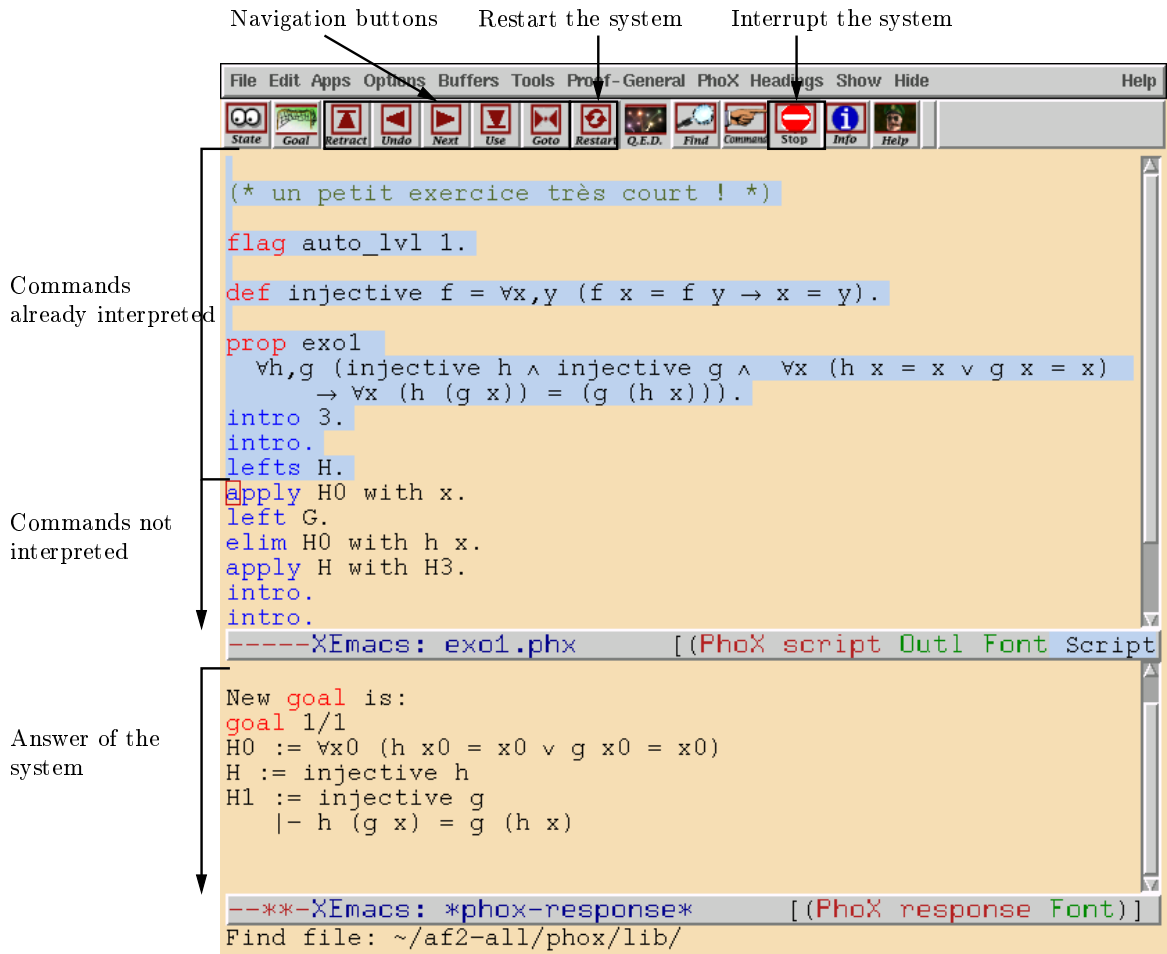 Navigation buttons Restart the system Interrupt the system
File Edit Apps Options Buffers Tools Proof-General PhoX Headings Show Hide Help
State Goal Retract Undo Next Use Goto Restart Q.E.D. Find Command Stop Info Help
(* un petit exercice très court ! *)
flag auto_lvl 1.
Commands
already interpreted
def injective f = ∀x,y (f x = f y → x = y).
prop exo1
∀h,g (injective h ∧ injective g ∧ ∀x (h x = x ∨ g x = x)
→ ∀x (h (g x)) = (g (h x))).
intro 3.
intro.
lefts H.
Commands not
interpreted
apply H0 with x.
left G.
elim H0 with h x.
apply H with H3.
intro.
intro.
-----XEmacs: exo1.phx [(PhoX script Outl Font Script
Answer of the
system
New goal is:
goal 1/1
H0 := ∀x0 (h x0 = x0 ∨ g x0 = x0)
H := injective h
H1 := injective g
|- h (g x) = g (h x)
--**-XEmacs: *phox-response* [(PhoX response Font)]
Find file: ~/af2-all/phox/lib/